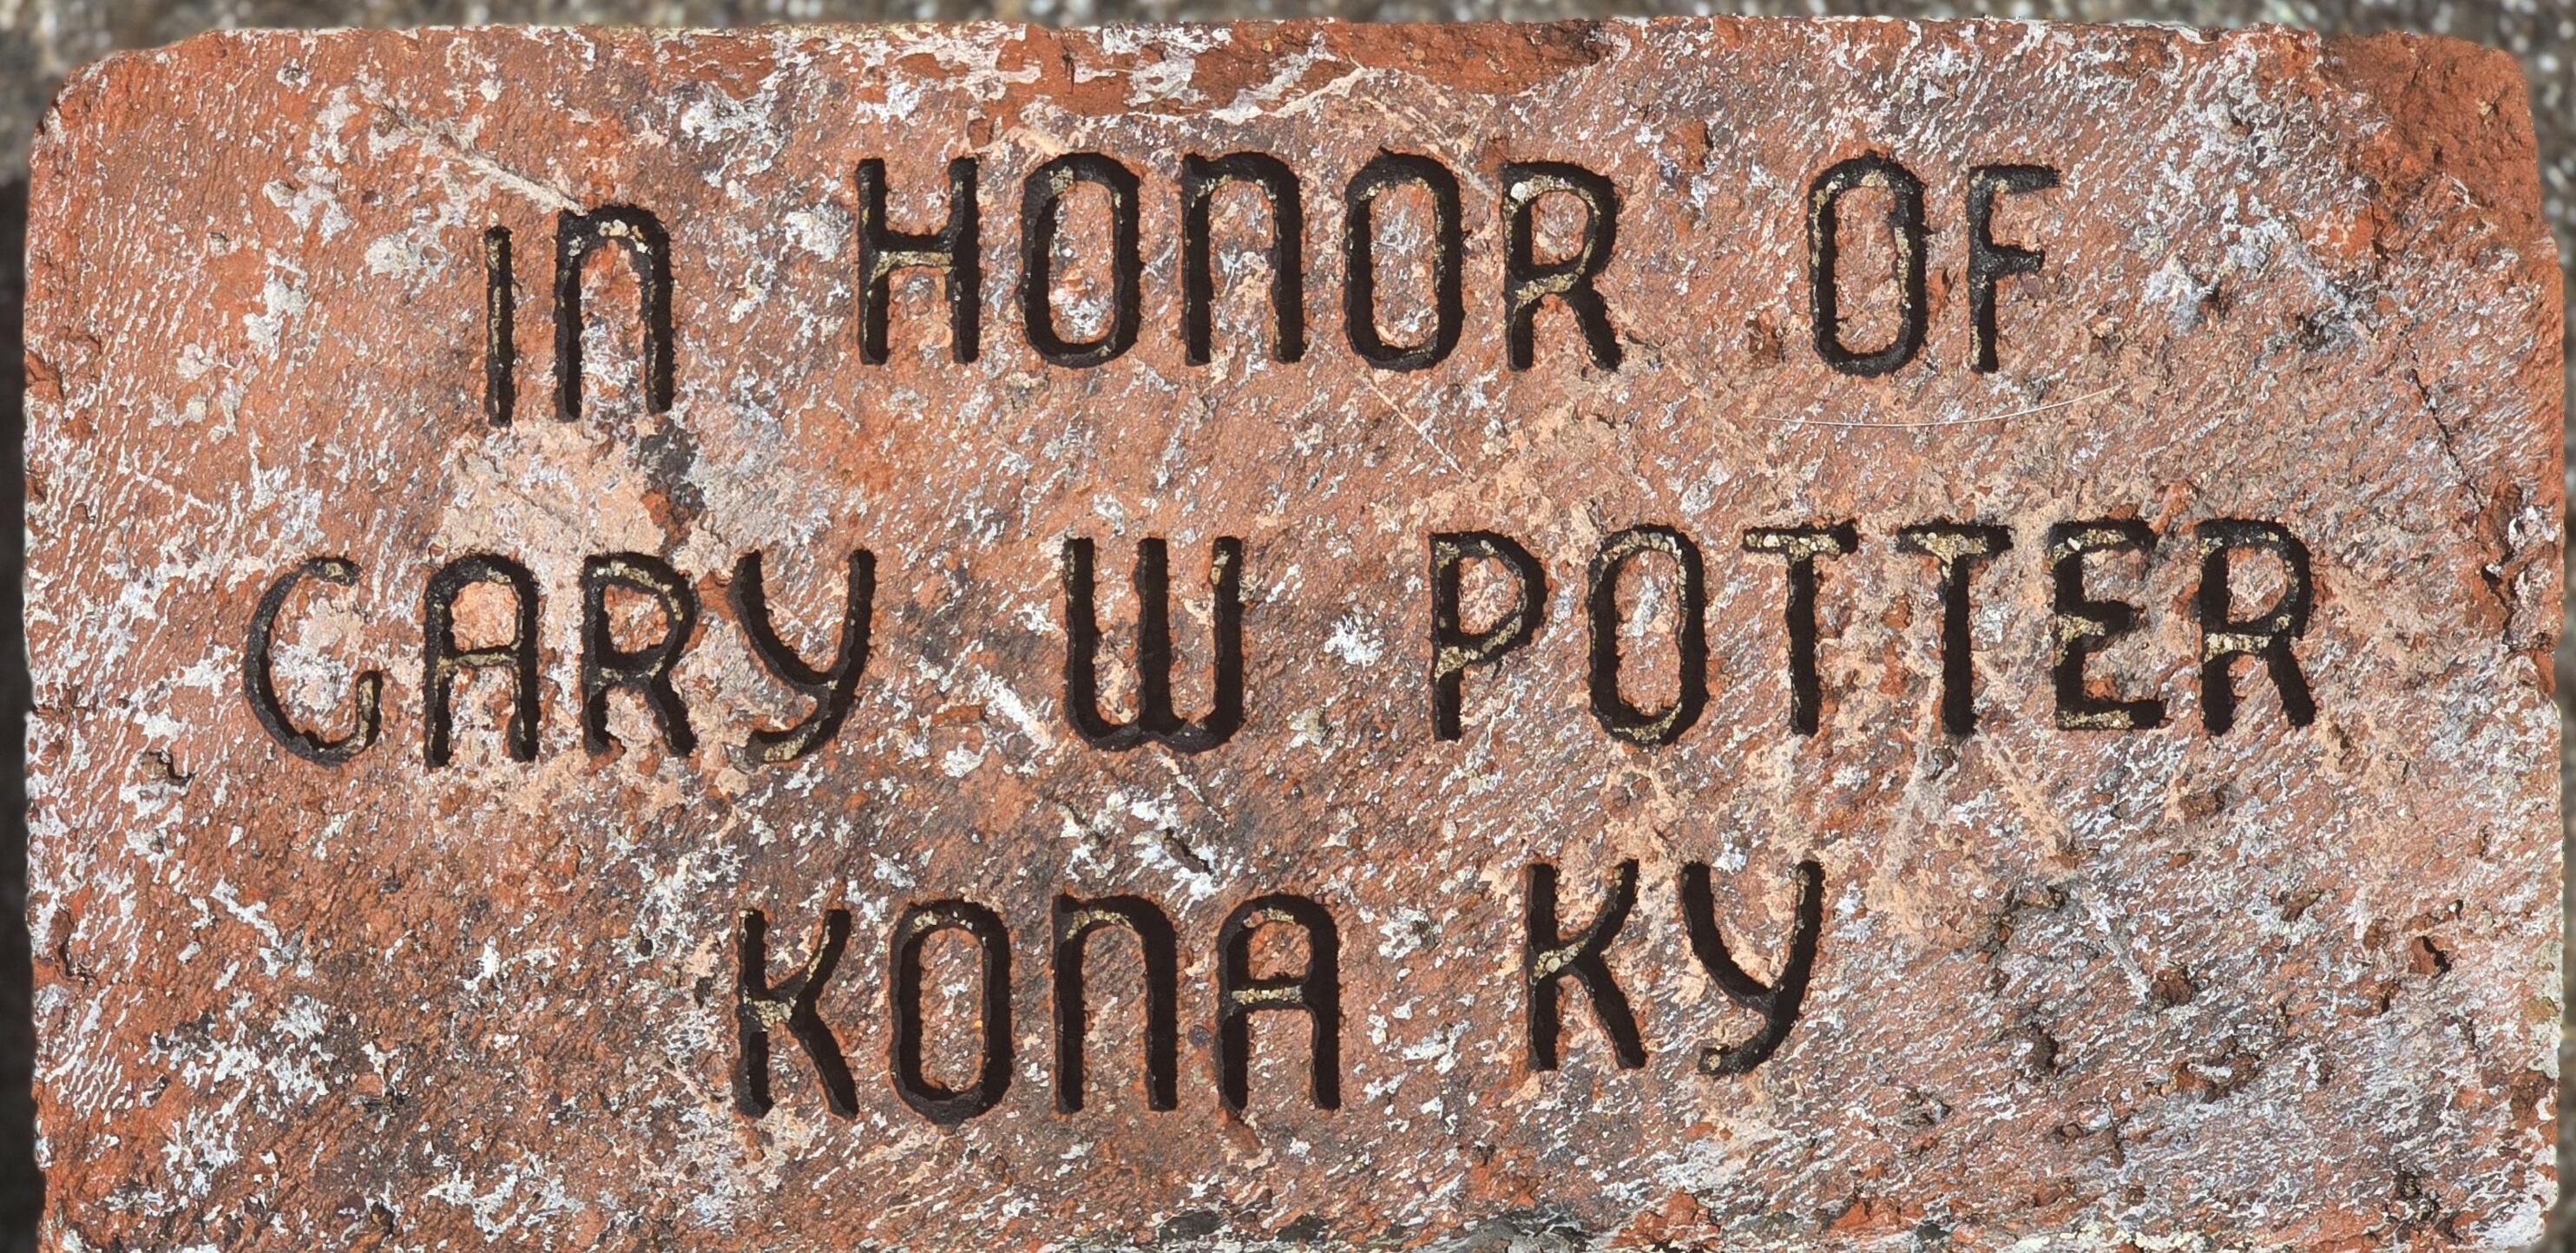 IN HONOR OF
GARY W POTTER
KONA KY